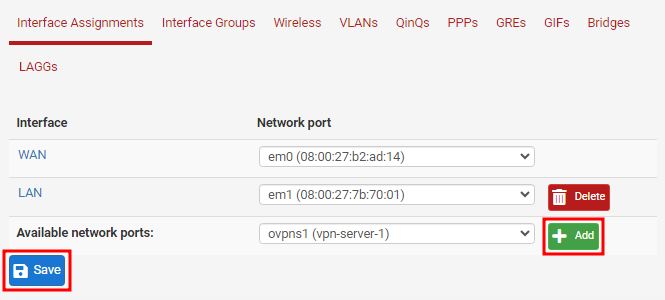 Interface Assignments Interface Groups Wireless VLANs QinQs PPPs GREs GIFs Bridges
LAGGs
Interface Network port
WAN em0 (08:00:27:b2:ad:14)
LAN em1 (08:00:27:7b:70:01) Delete
Available network ports: ovpns1 (vpn-server-1) Add
Save